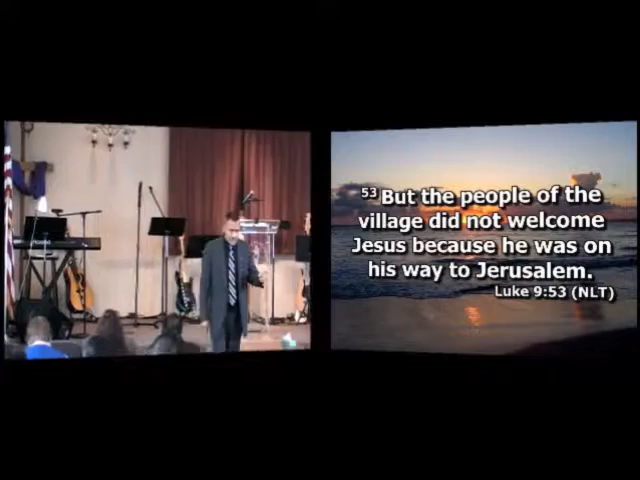 53 But the people of the
village did not welcome
Jesus because he was on
his way to Jerusalem.
Luke 9:53 (NLT)